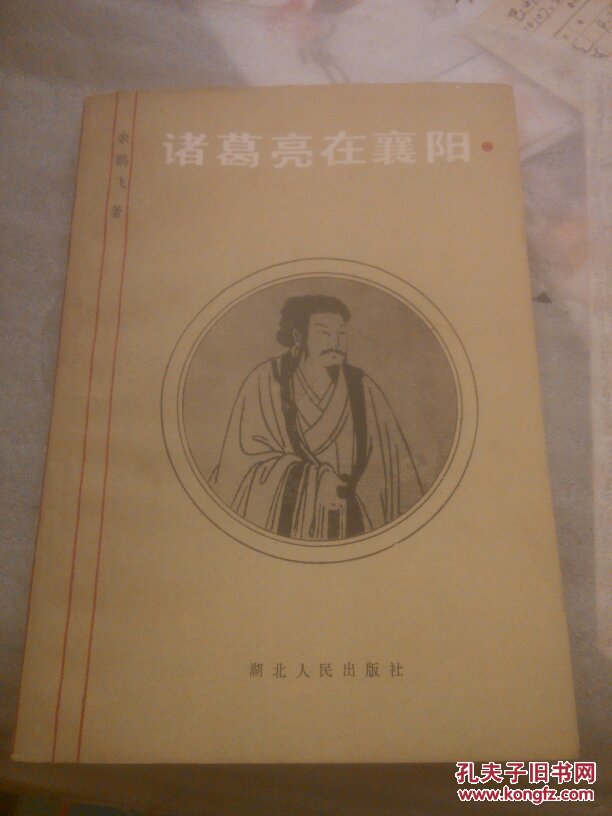 诸葛亮在襄阳
余鹏飞 著
湖北人民出版社
孔夫子旧书网
www.kongfz.com